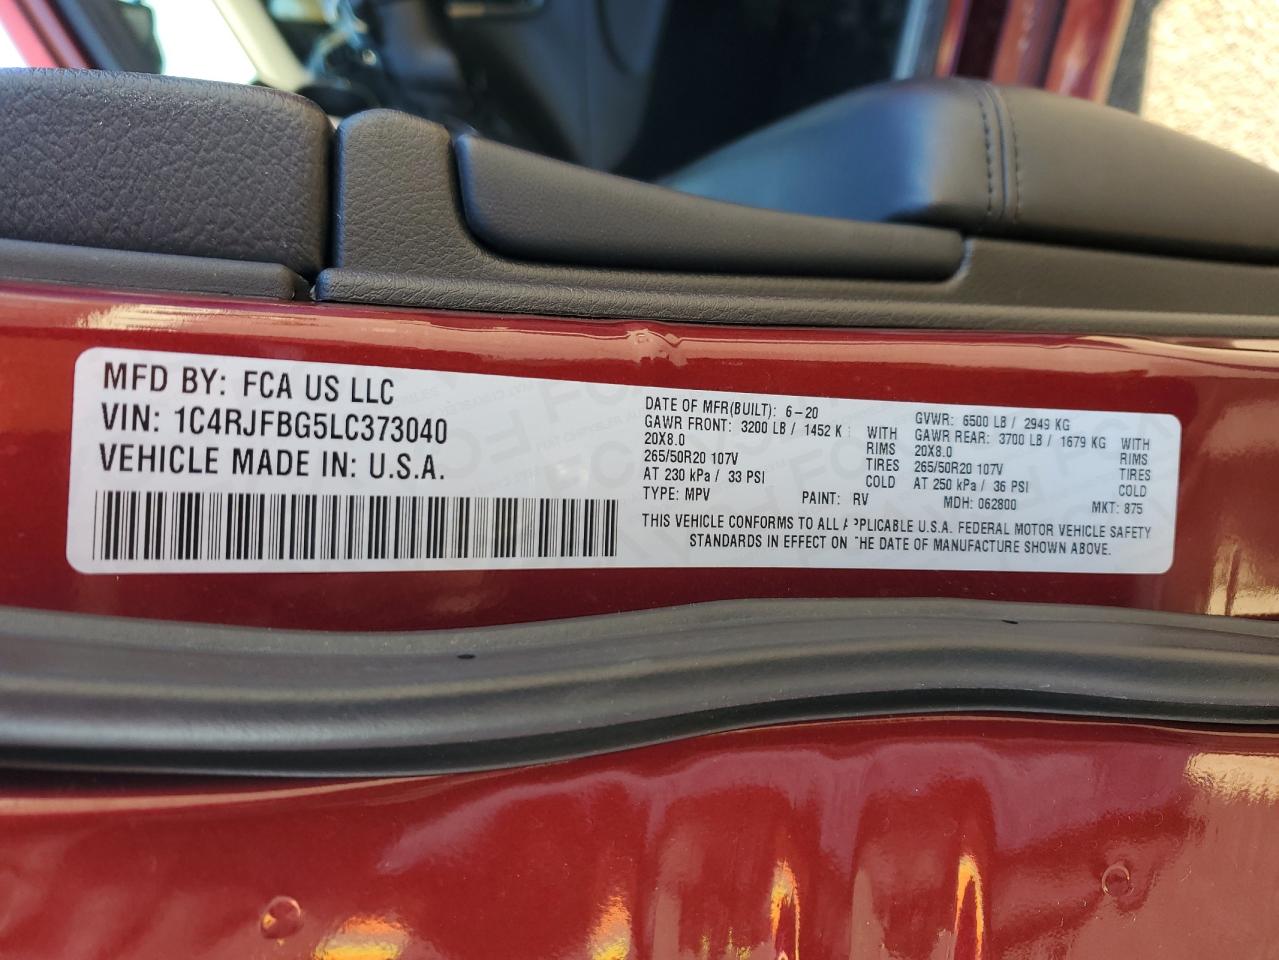 MFD BY: FCA US LLC
VIN: 1C4RJFBG5LC373040
VEHICLE MADE IN: U.S.A.
DATE OF MFR(BUILT): 6-20
GAWR FRONT: 3200 LB / 1452 K
20X8.0
265/50R20 107V
AT 230 kPa / 33 PSI
WITH
RIMS
TIRES
COLD
TYPE: MPV PAINT: RV
GVWR: 6500 LB / 2949 KG
GAWR REAR: 3700 LB / 1679 KG
20X8.0
265/50R20 107V
AT 250 kPa / 36 PSI
WITH
RIMS
TIRES
COLD
MDH: 062800 MKT: 875
THIS VEHICLE CONFORMS TO ALL APPLICABLE U.S.A. FEDERAL MOTOR VEHICLE SAFETY
STANDARDS IN EFFECT ON THE DATE OF MANUFACTURE SHOWN ABOVE.